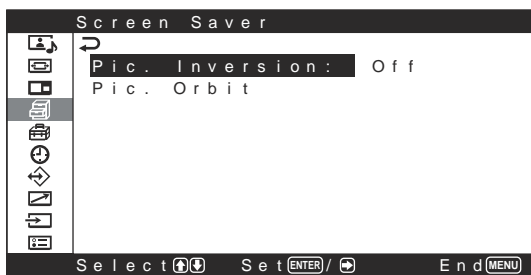 Screen Saver
Pic. Inversion: Off
Pic. Orbit
Select Set ENTER / End MENU